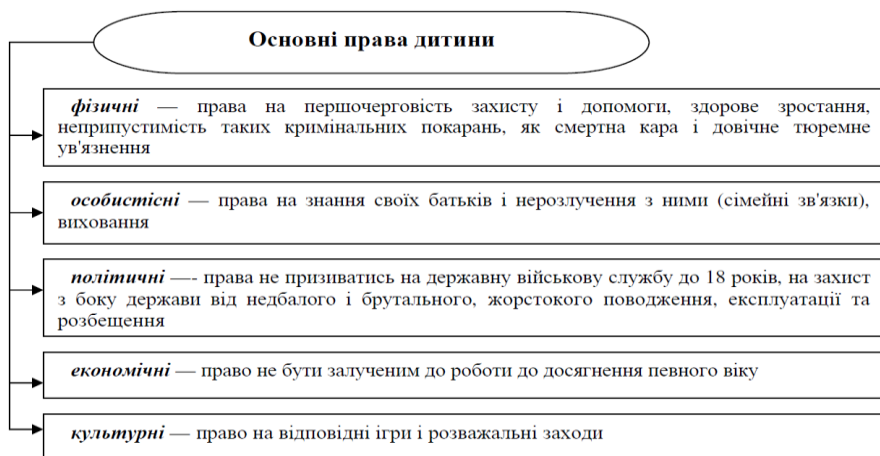 Основні права дитини
фізичні — права на першочерговість захисту і допомоги, здорове зростання,
неприпустимість таких кримінальних покарань, як смертна кара і довічне тюремне
ув'язнення
особистісні — права на знання своїх батьків і нерозлучення з ними (сімейні зв'язки),
виховання
політичні —- права не призиватись на державну військову службу до 18 років, на захист
з боку держави від недбалого і брутального, жорстокого поводження, експлуатації та
розбещення
економічні — право не бути залученим до роботи до досягнення певного віку
культурні — право на відповідні ігри і розважальні заходи